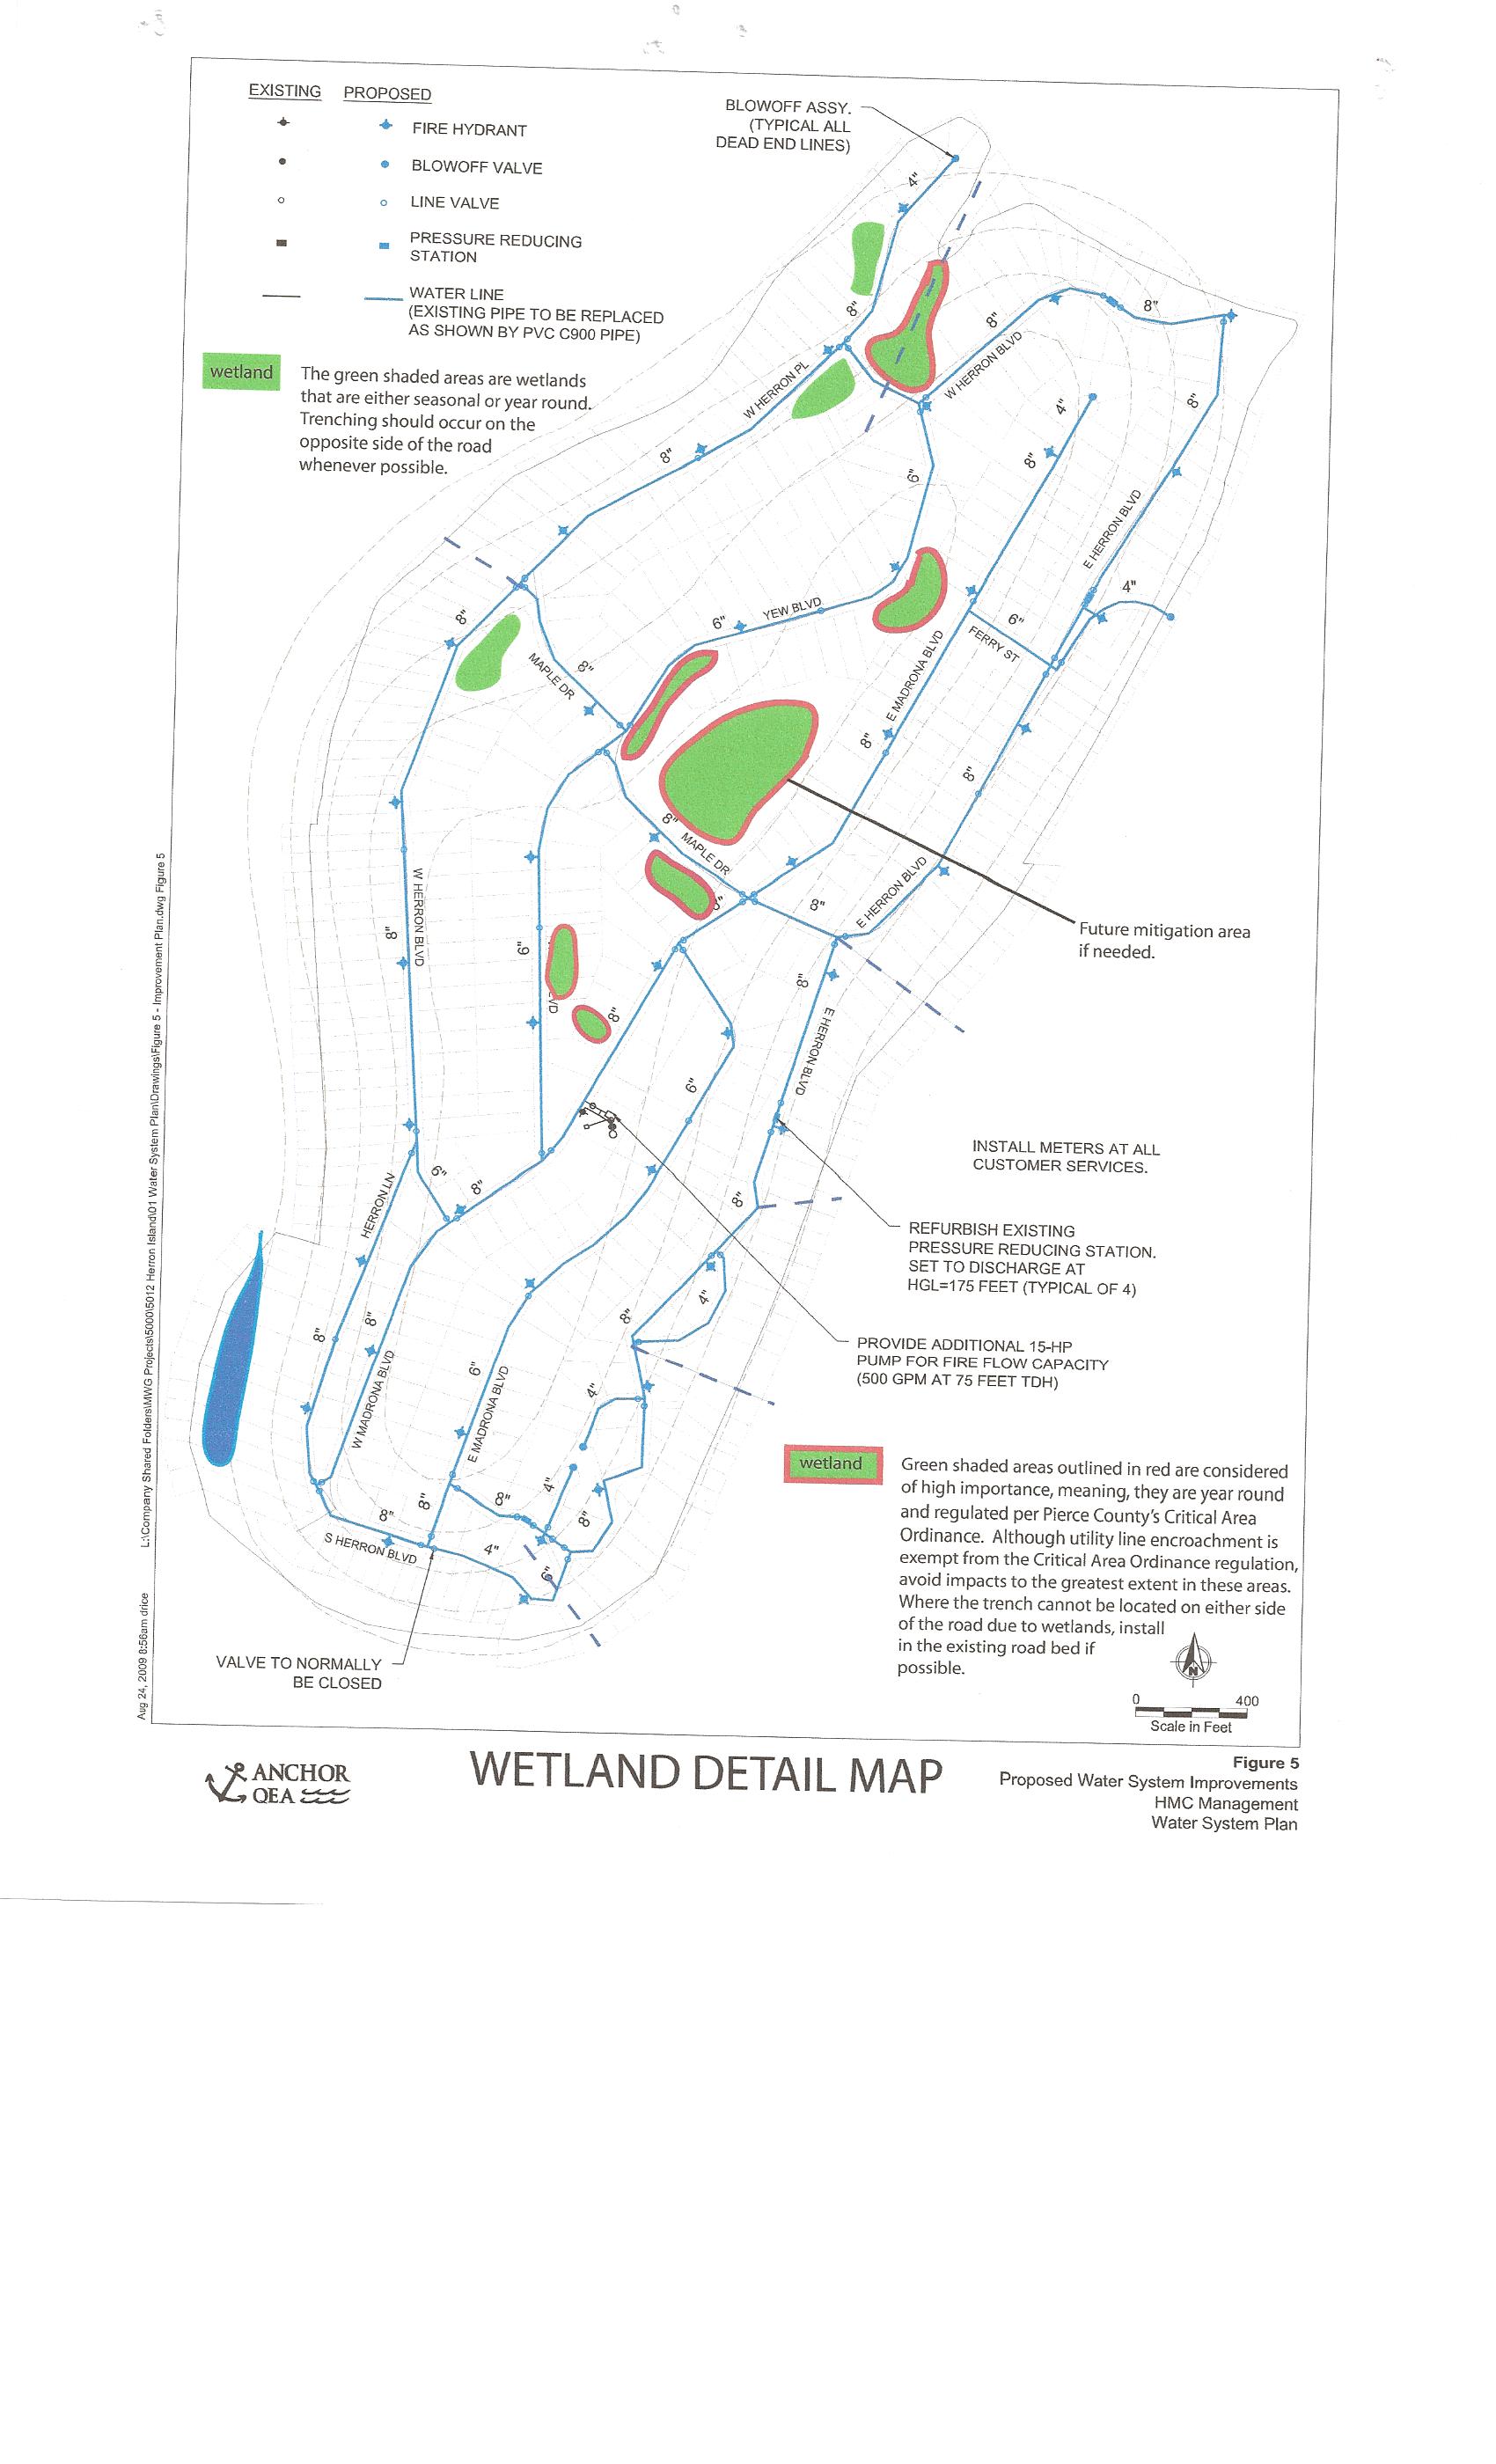 EXISTING PROPOSED
FIRE HYDRANT
BLOWOFF VALVE
LINE VALVE
PRESSURE REDUCING
STATION
WATER LINE
(EXISTING PIPE TO BE REPLACED
AS SHOWN BY PVC C900 PIPE)
wetland
The green shaded areas are wetlands
that are either seasonal or year round.
Trenching should occur on the
opposite side of the road
whenever possible.
BLOWOFF ASSY.
(TYPICAL ALL
DEAD END LINES)
4"
8"
W HERRON PL
8"
8"
W HERRON BLVD
8"
8"
4"
8"
6"
E HERRON BLVD
4"
8"
6"
YEW BLVD
6"
FERRY ST
MAPLE DR
8"
E MADRONA BLVD
8"
8"
8"
MAPLE DR
8"
E HERRON BLVD
Future mitigation area
if needed.
W HERRON BLVD
8"
6"
VLVD
8"
8"
E HERRON BLVD
6"
INSTALL METERS AT ALL
CUSTOMER SERVICES.
HERRON LN
6"
8"
8"
REFURBISH EXISTING
PRESSURE REDUCING STATION.
SET TO DISCHARGE AT
HGL=175 FEET (TYPICAL OF 4)
8"
8"
8"
4"
PROVIDE ADDITIONAL 15-HP
PUMP FOR FIRE FLOW CAPACITY
(500 GPM AT 75 FEET TDH)
W MADRONA BLVD
6"
E MADRONA BLVD
4"
4"
8"
8"
8"
8"
S HERRON BLVD
4"
6"
wetland
Green shaded areas outlined in red are considered
of high importance, meaning, they are year round
and regulated per Pierce County's Critical Area
Ordinance. Although utility line encroachment is
exempt from the Critical Area Ordinance regulation,
avoid impacts to the greatest extent in these areas.
Where the trench cannot be located on either side
of the road due to wetlands, install
in the existing road bed if
possible.
VALVE TO NORMALLY
BE CLOSED
N
0 400
Scale in Feet
Aug 24, 2009 8:56am drice L:\Company Shared Folders\MWG Projects\5000\5012 Herron Island\01 Water System Plan\Drawings\Figure 5 - Improvement Plan.dwg Figure 5
ANCHOR
QEA
WETLAND DETAIL MAP
Figure 5
Proposed Water System Improvements
HMC Management
Water System Plan